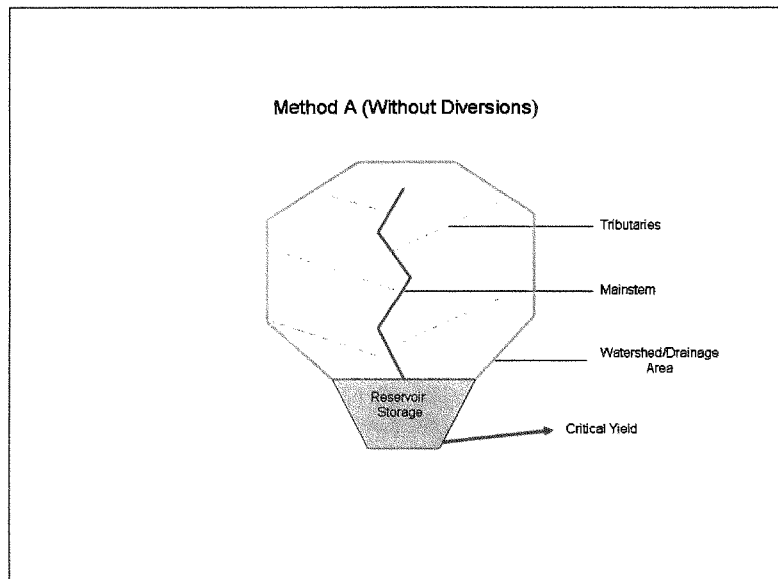 Method A (Without Diversions)
Tributaries
Mainstem
Watershed/Drainage
Area
Reservoir
Storage
Critical Yield